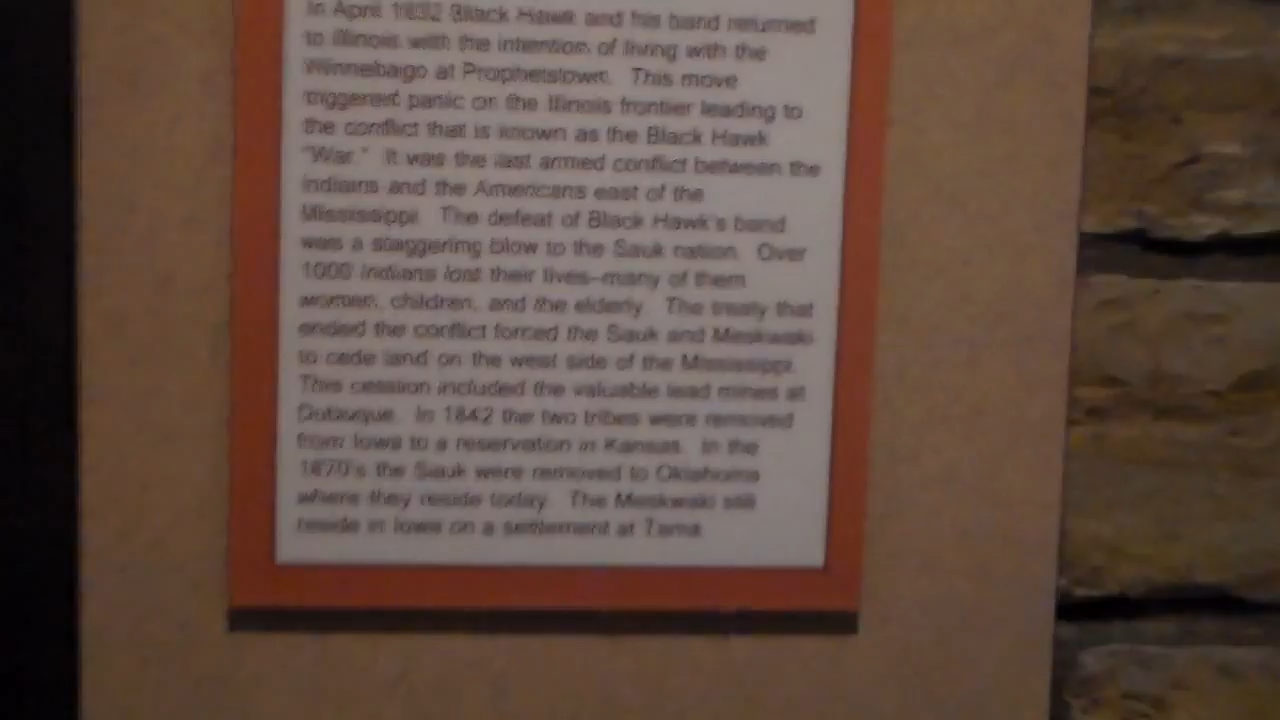 In April 1832 Black Hawk and his band returned
to Illinois with the intention of living with the
Winnebaigo at Prophetstown. This move
triggered panic on the Illinois frontier leading to
the conflict that is known as the Black Hawk
"War." It was the last armed conflict between the
Indians and the Americans east of the
Mississippi. The defeat of Black Hawk's band
was a staggering blow to the Sauk nation. Over
1000 Indians lost their lives–many of them
women, children, and the elderly. The treaty that
ended the conflict forced the Sauk and Meskwaki
to cede land on the west side of the Mississippi.
This cession included the valuable lead mines at
Dubuque. In 1842 the two tribes were removed
from Iowa to a reservation in Kansas. In the
1870's the Sauk were removed to Oklahoma
where they reside today. The Meskwaki still
reside in Iowa on a settlement at Tama.